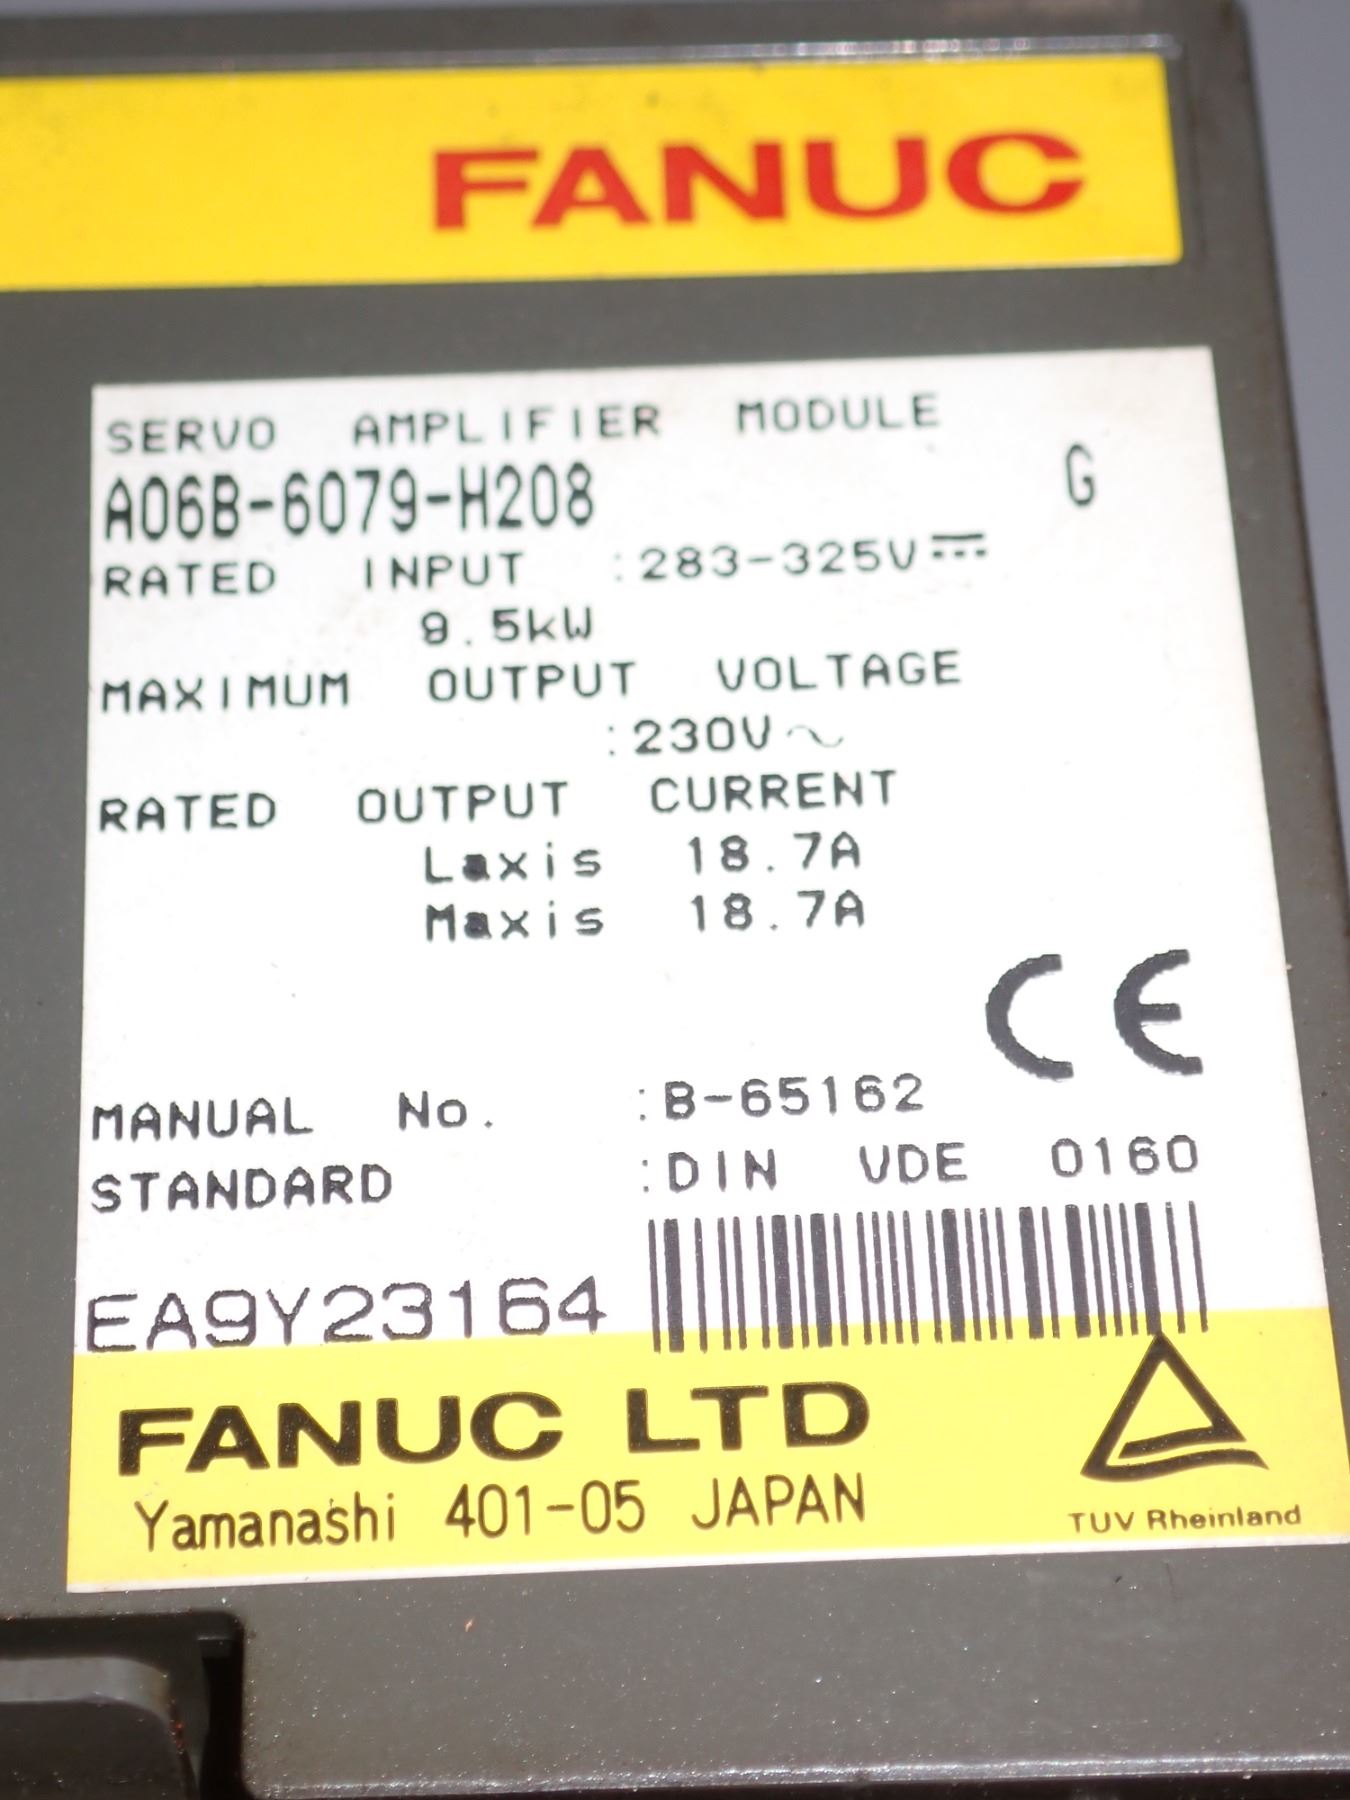 FANUC
SERVO AMPLIFIER MODULE
A06B-6079-H208 G
RATED INPUT :283-325V⎓
9.5kW
MAXIMUM OUTPUT VOLTAGE
:230V~
RATED OUTPUT CURRENT
Laxis 18.7A
Maxis 18.7A
CE
MANUAL No. :B-65162
STANDARD :DIN VDE 0160
EA9Y23164
FANUC LTD
Yamanashi 401-05 JAPAN
TUV Rheinland